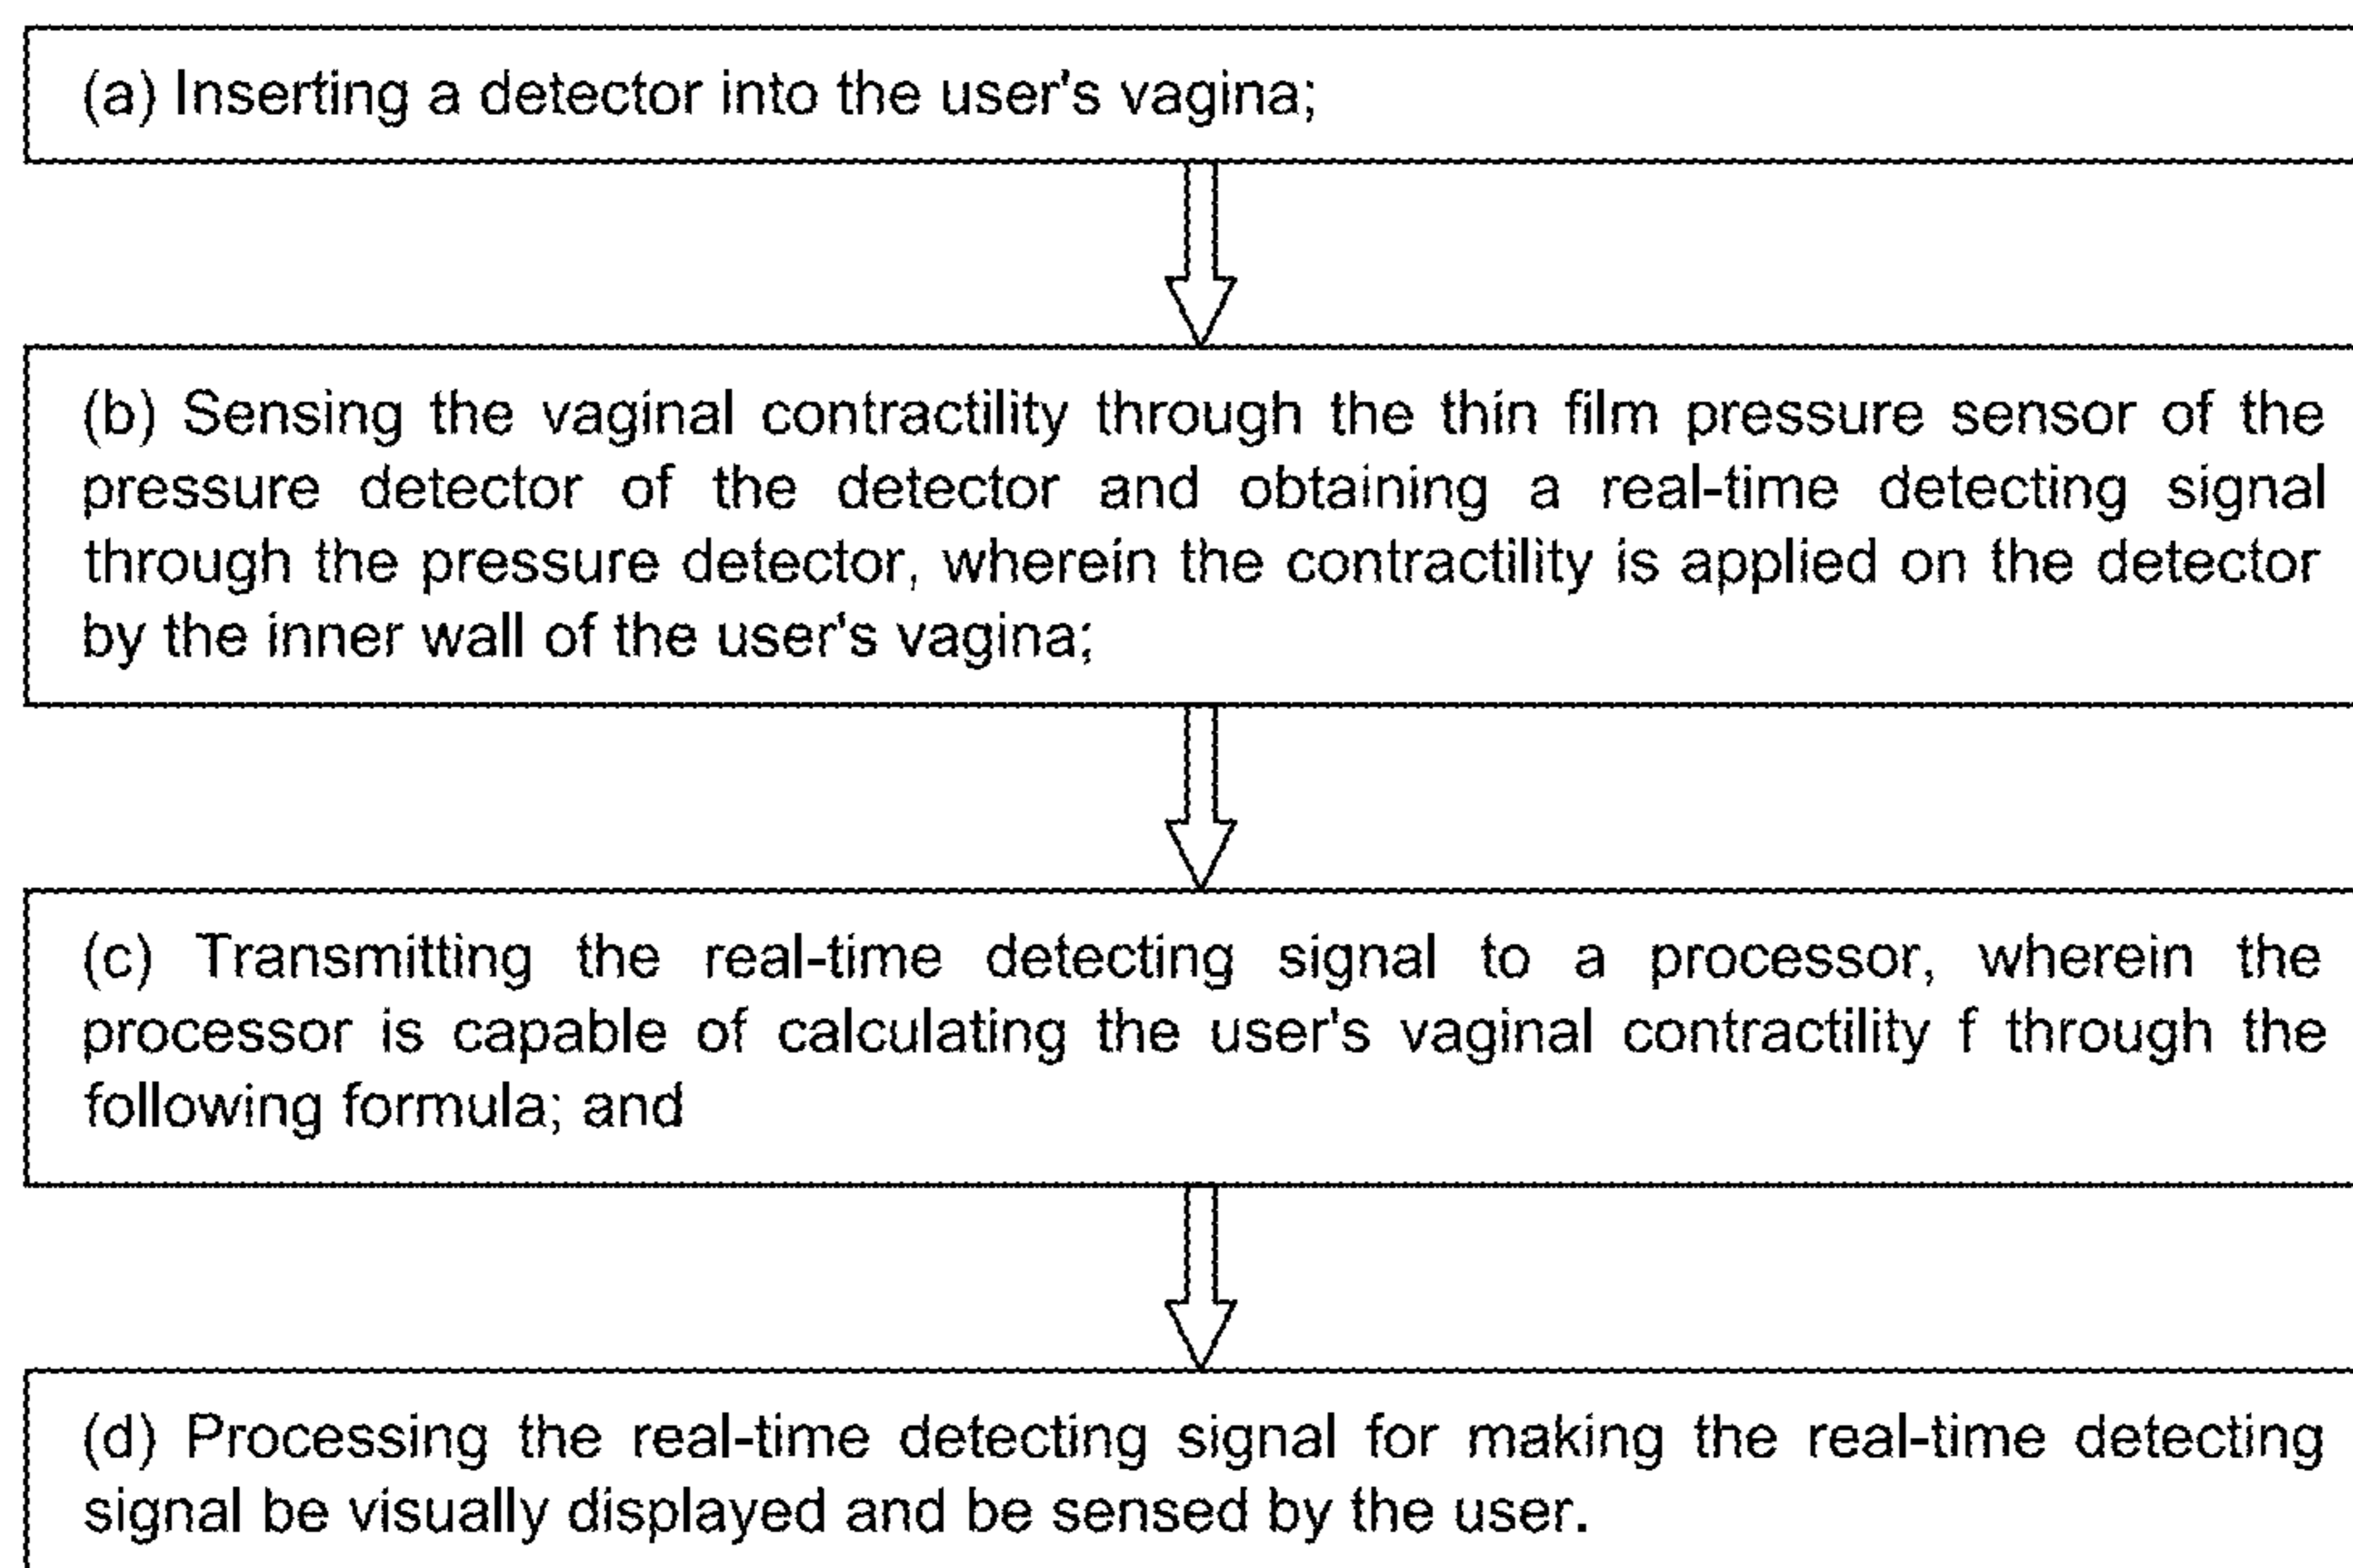 (a) Inserting a detector into the user's vagina;
(b) Sensing the vaginal contractility through the thin film pressure sensor of the
pressure detector of the detector and obtaining a real-time detecting signal
through the pressure detector, wherein the contractility is applied on the detector
by the inner wall of the user's vagina;
(c) Transmitting the real-time detecting signal to a processor, wherein the
processor is capable of calculating the user's vaginal contractility f through the
following formula; and
(d) Processing the real-time detecting signal for making the real-time detecting
signal be visually displayed and be sensed by the user.